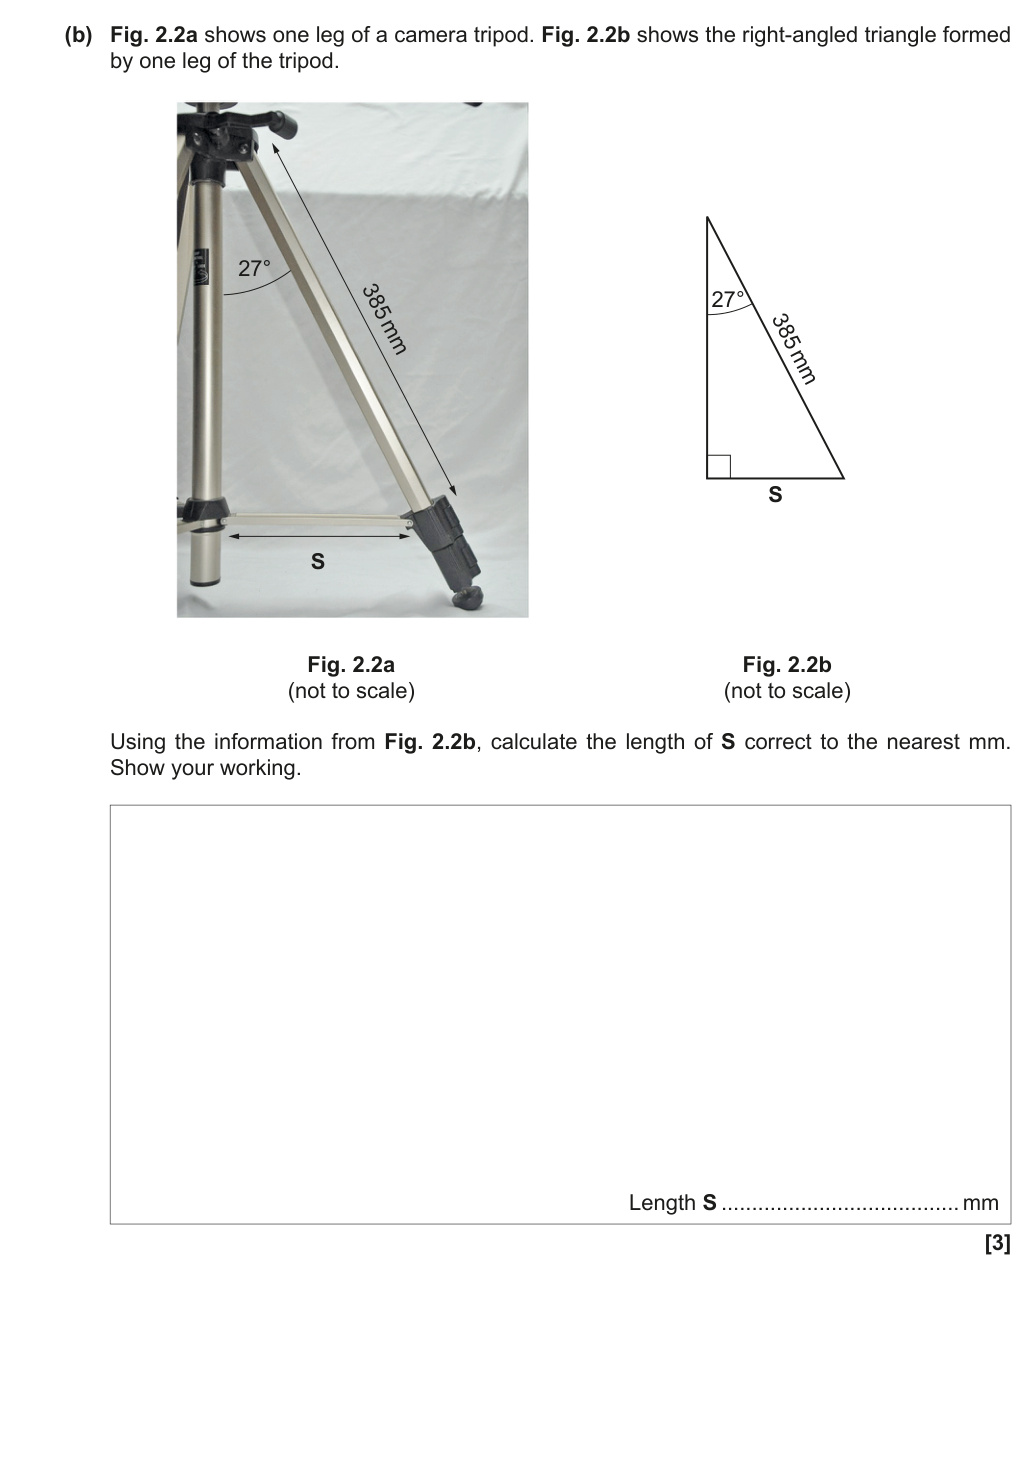 (b) Fig. 2.2a shows one leg of a camera tripod. Fig. 2.2b shows the right-angled triangle formed
by one leg of the tripod.
27°
385 mm
S
27°
385 mm
S
Fig. 2.2a
(not to scale)
Fig. 2.2b
(not to scale)
Using the information from Fig. 2.2b, calculate the length of S correct to the nearest mm.
Show your working.
Length S ....................................... mm
[3]